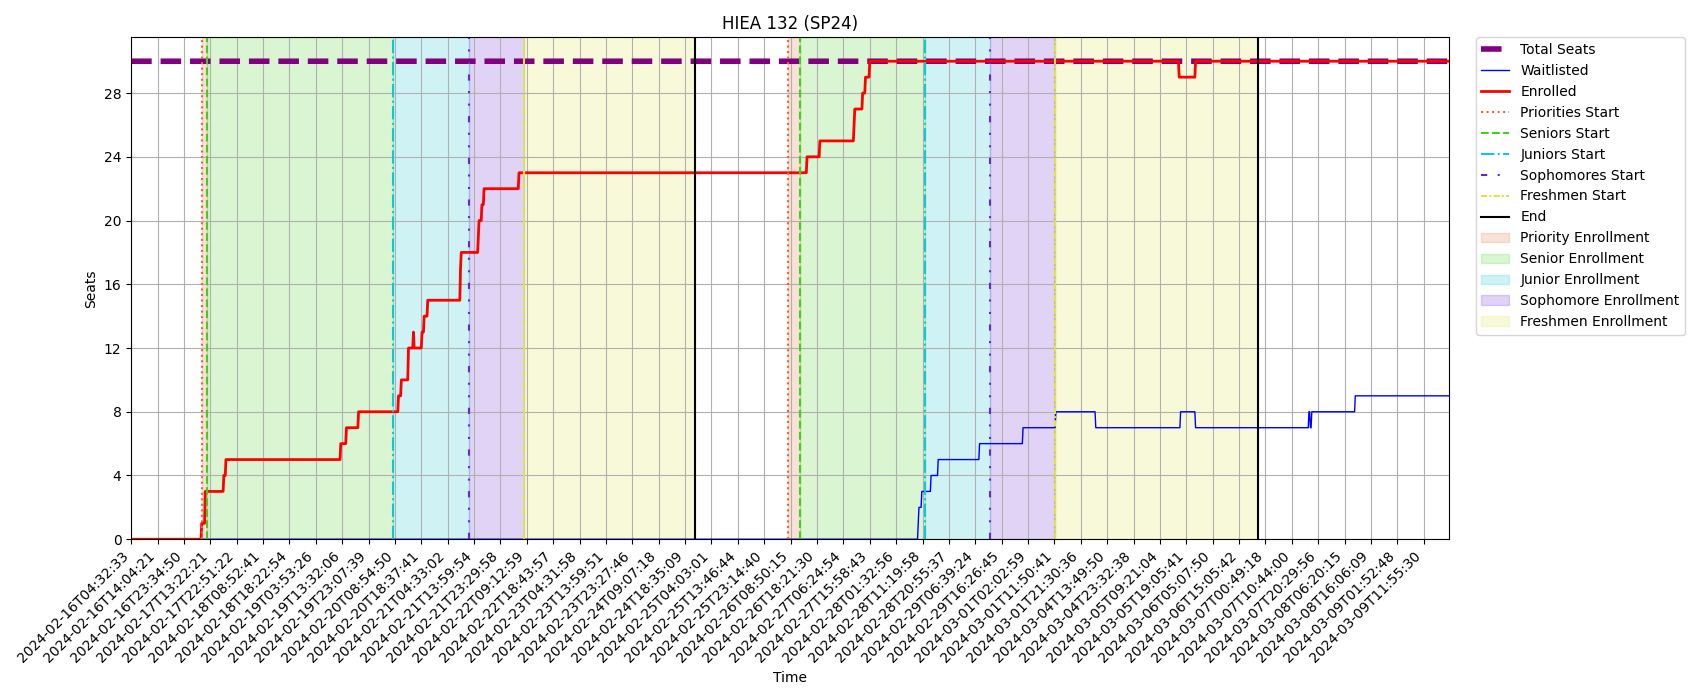 HIEA 132 (SP24)
Seats
28
24
20
16
12
8
4
0
2024-02-16T04:32:33
2024-02-16T14:04:21
2024-02-16T23:34:50
2024-02-17T13:22:21
2024-02-17T22:51:22
2024-02-18T08:52:41
2024-02-18T18:22:54
2024-02-19T03:53:26
2024-02-19T13:32:06
2024-02-19T23:07:39
2024-02-20T08:54:50
2024-02-20T18:37:41
2024-02-21T04:33:02
2024-02-21T13:59:54
2024-02-21T23:29:58
2024-02-22T09:12:59
2024-02-22T18:43:57
2024-02-23T04:31:58
2024-02-23T13:59:51
2024-02-23T23:27:46
2024-02-24T09:07:18
2024-02-24T18:35:09
2024-02-25T04:03:01
2024-02-25T13:46:44
2024-02-25T23:14:40
2024-02-26T08:50:15
2024-02-26T18:21:30
2024-02-27T06:24:54
2024-02-27T15:58:43
2024-02-28T01:32:56
2024-02-28T11:19:58
2024-02-28T20:55:37
2024-02-29T06:39:24
2024-02-29T16:26:45
2024-03-01T02:02:59
2024-03-01T11:50:41
2024-03-01T21:30:36
2024-03-04T13:49:50
2024-03-04T23:32:38
2024-03-05T09:21:04
2024-03-05T19:05:41
2024-03-06T05:07:50
2024-03-06T15:05:42
2024-03-07T00:49:18
2024-03-07T10:44:00
2024-03-07T20:29:56
2024-03-08T06:20:15
2024-03-08T16:06:09
2024-03-09T01:52:48
2024-03-09T11:55:30
Time
Total Seats
Waitlisted
Enrolled
Priorities Start
Seniors Start
Juniors Start
Sophomores Start
Freshmen Start
End
Priority Enrollment
Senior Enrollment
Junior Enrollment
Sophomore Enrollment
Freshmen Enrollment